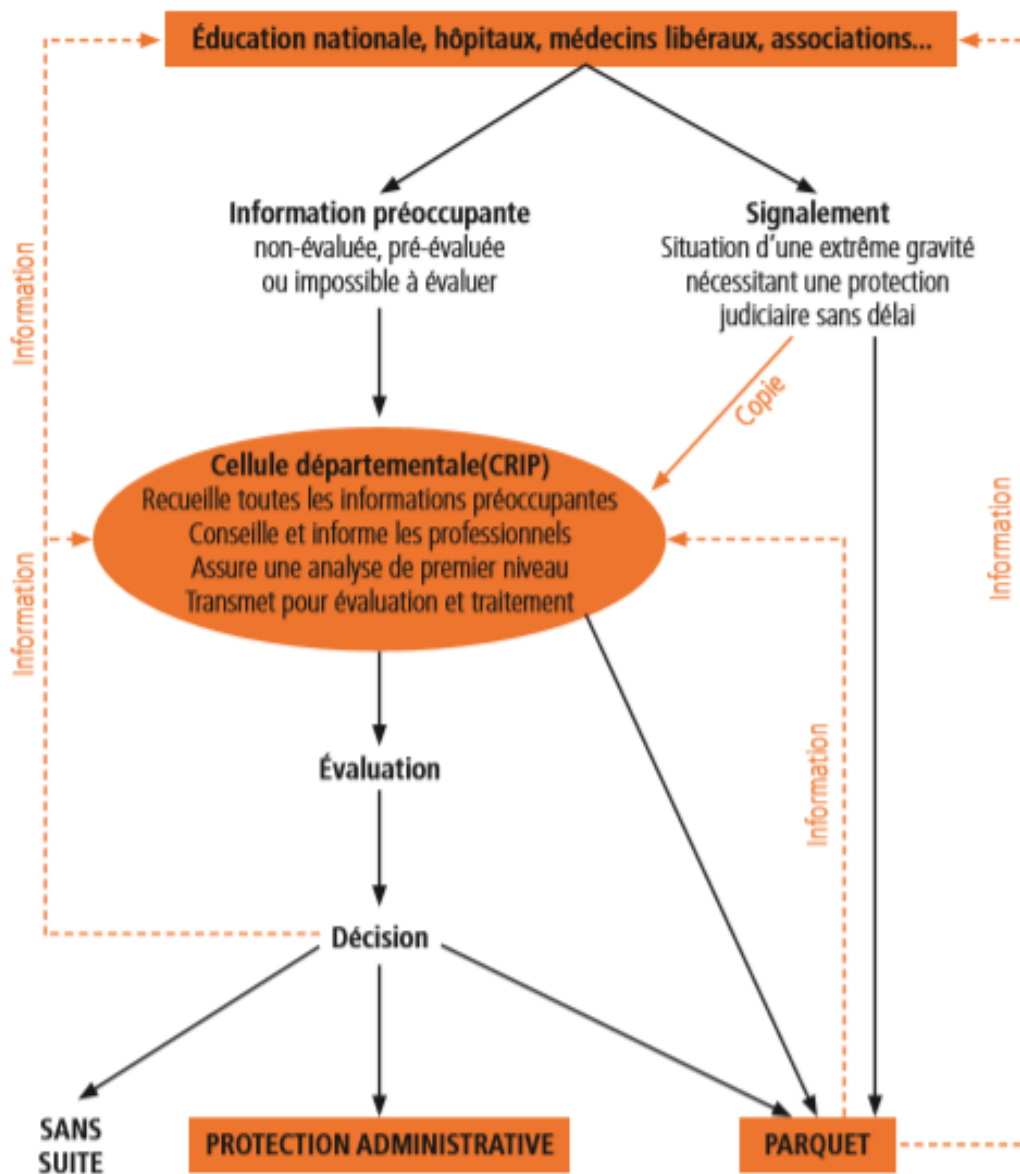 Éducation nationale, hôpitaux, médecins libéraux, associations...
Information préoccupante
non-évaluée, pré-évaluée
ou impossible à évaluer
Signalement
Situation d'une extrême gravité
nécessitant une protection
judiciaire sans délai
Information
Copie
Cellule départementale(CRIP)
Recueille toutes les informations préoccupantes
Conseille et informe les professionnels
Assure une analyse de premier niveau
Transmet pour évaluation et traitement
Information
Information
Information
Évaluation
Décision
SANS
SUITE
PROTECTION ADMINISTRATIVE
PARQUET